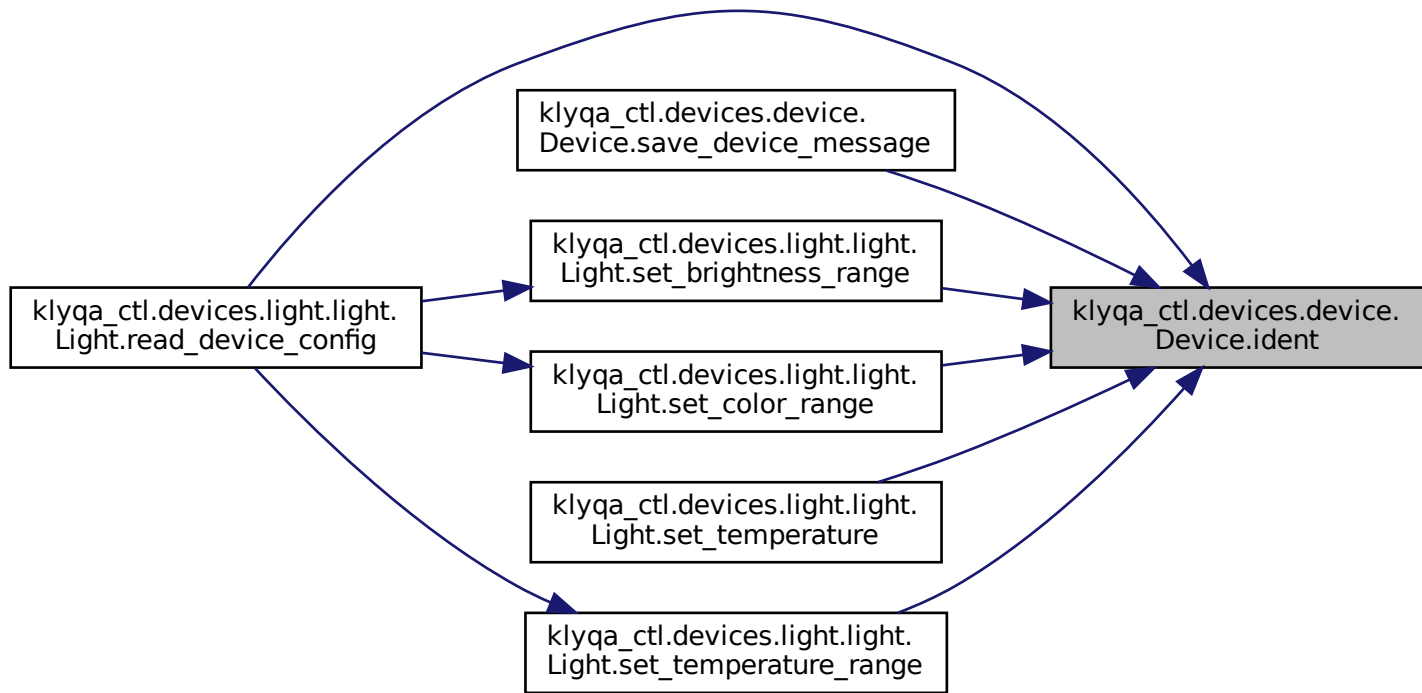 klyqa_ctl.devices.device.
Device.save_device_message
klyqa_ctl.devices.light.light.
Light.set_brightness_range
klyqa_ctl.devices.light.light.
Light.read_device_config
klyqa_ctl.devices.device.
Device.ident
klyqa_ctl.devices.light.light.
Light.set_color_range
klyqa_ctl.devices.light.light.
Light.set_temperature
klyqa_ctl.devices.light.light.
Light.set_temperature_range